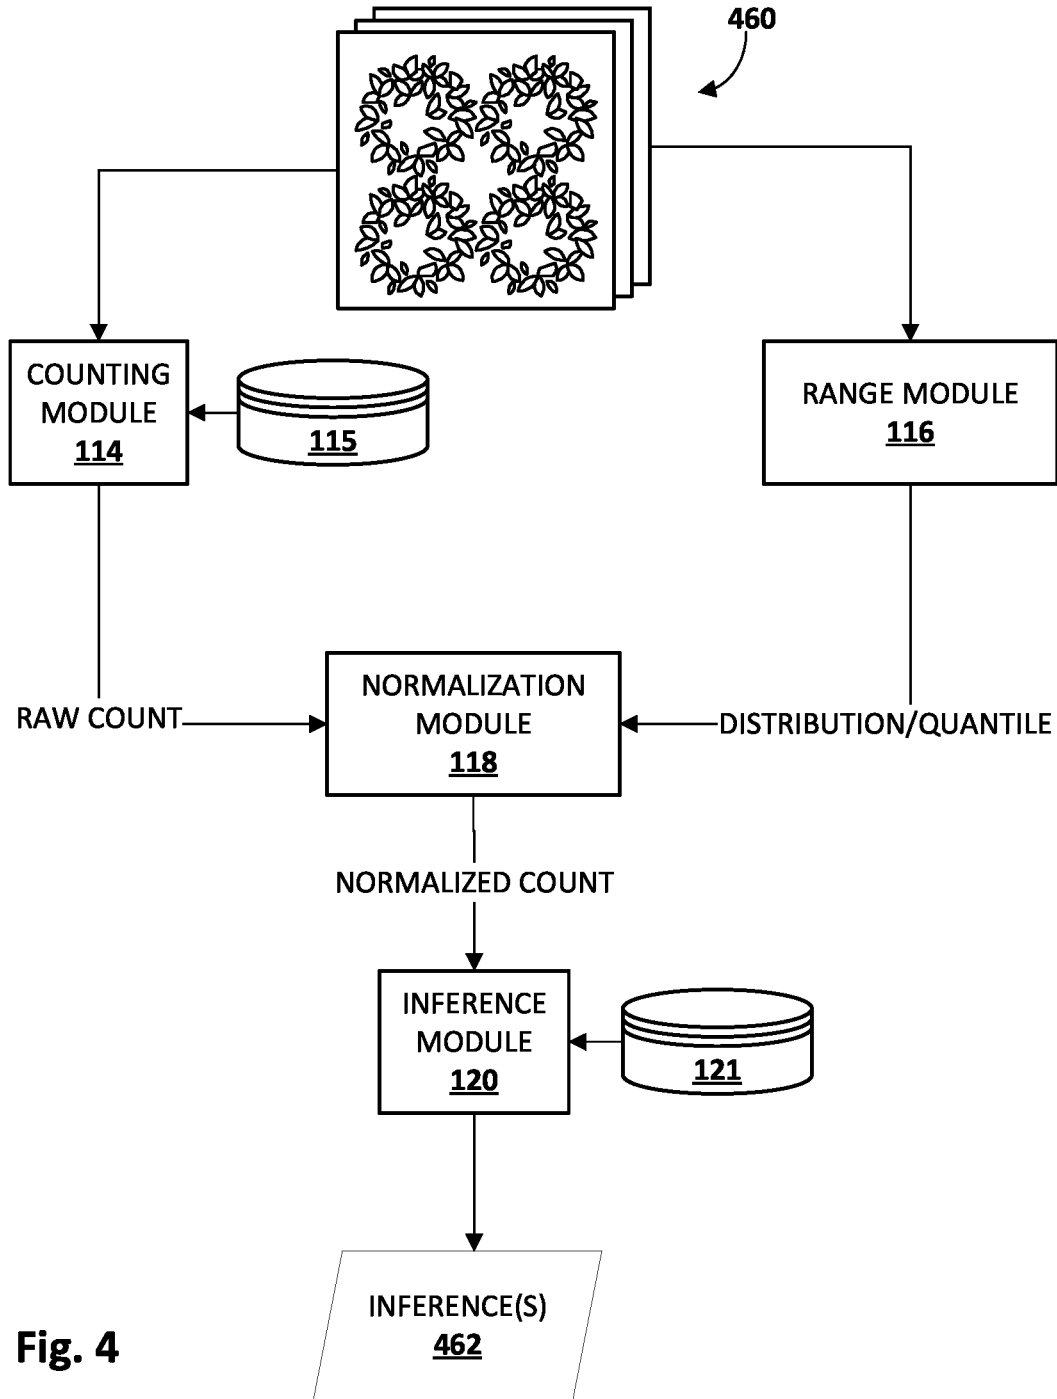 460
COUNTING
MODULE
114
115
RANGE MODULE
116
RAW COUNT
NORMALIZATION
MODULE
118
DISTRIBUTION/QUANTILE
NORMALIZED COUNT
INFERENCE
MODULE
120
121
INFERENCE(S)
462
Fig. 4